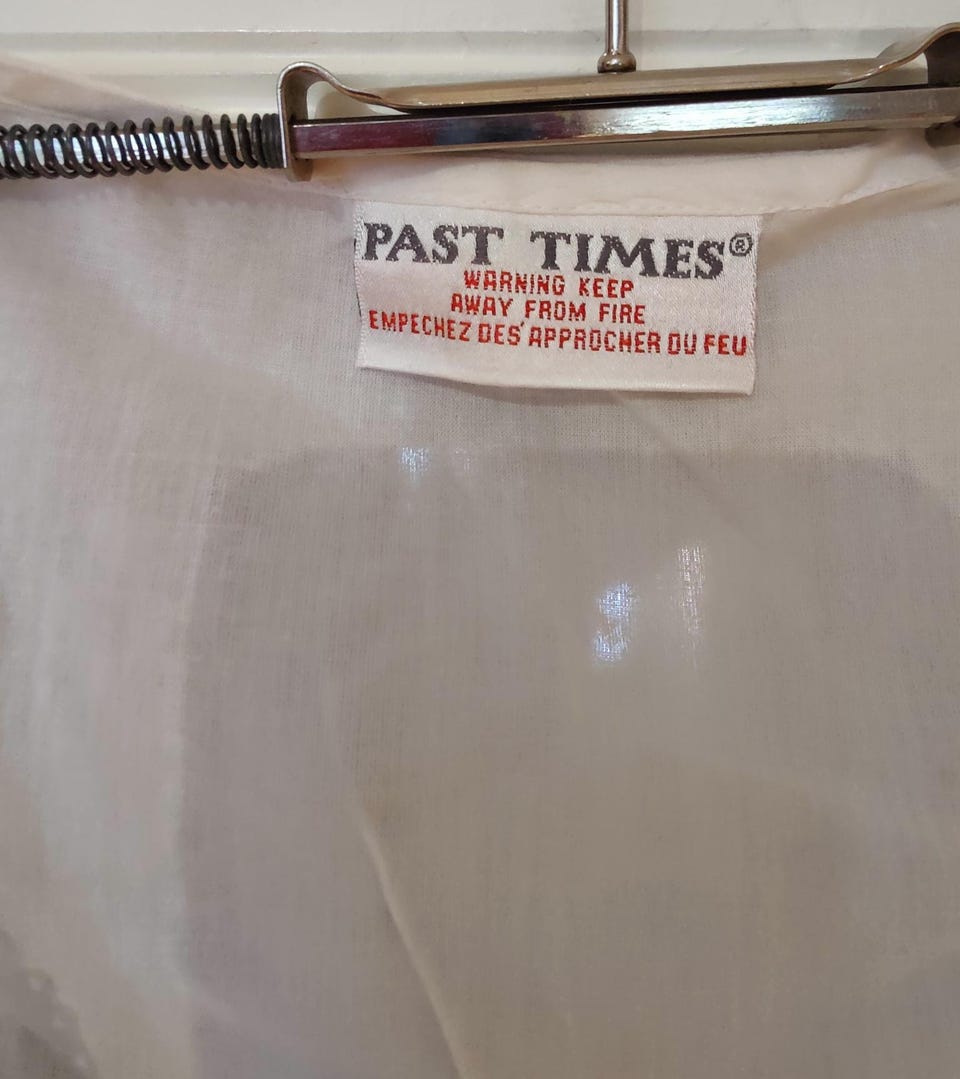 PAST TIMES®
WARNING KEEP
AWAY FROM FIRE
EMPECHEZ DES' APPROCHER DU FEU